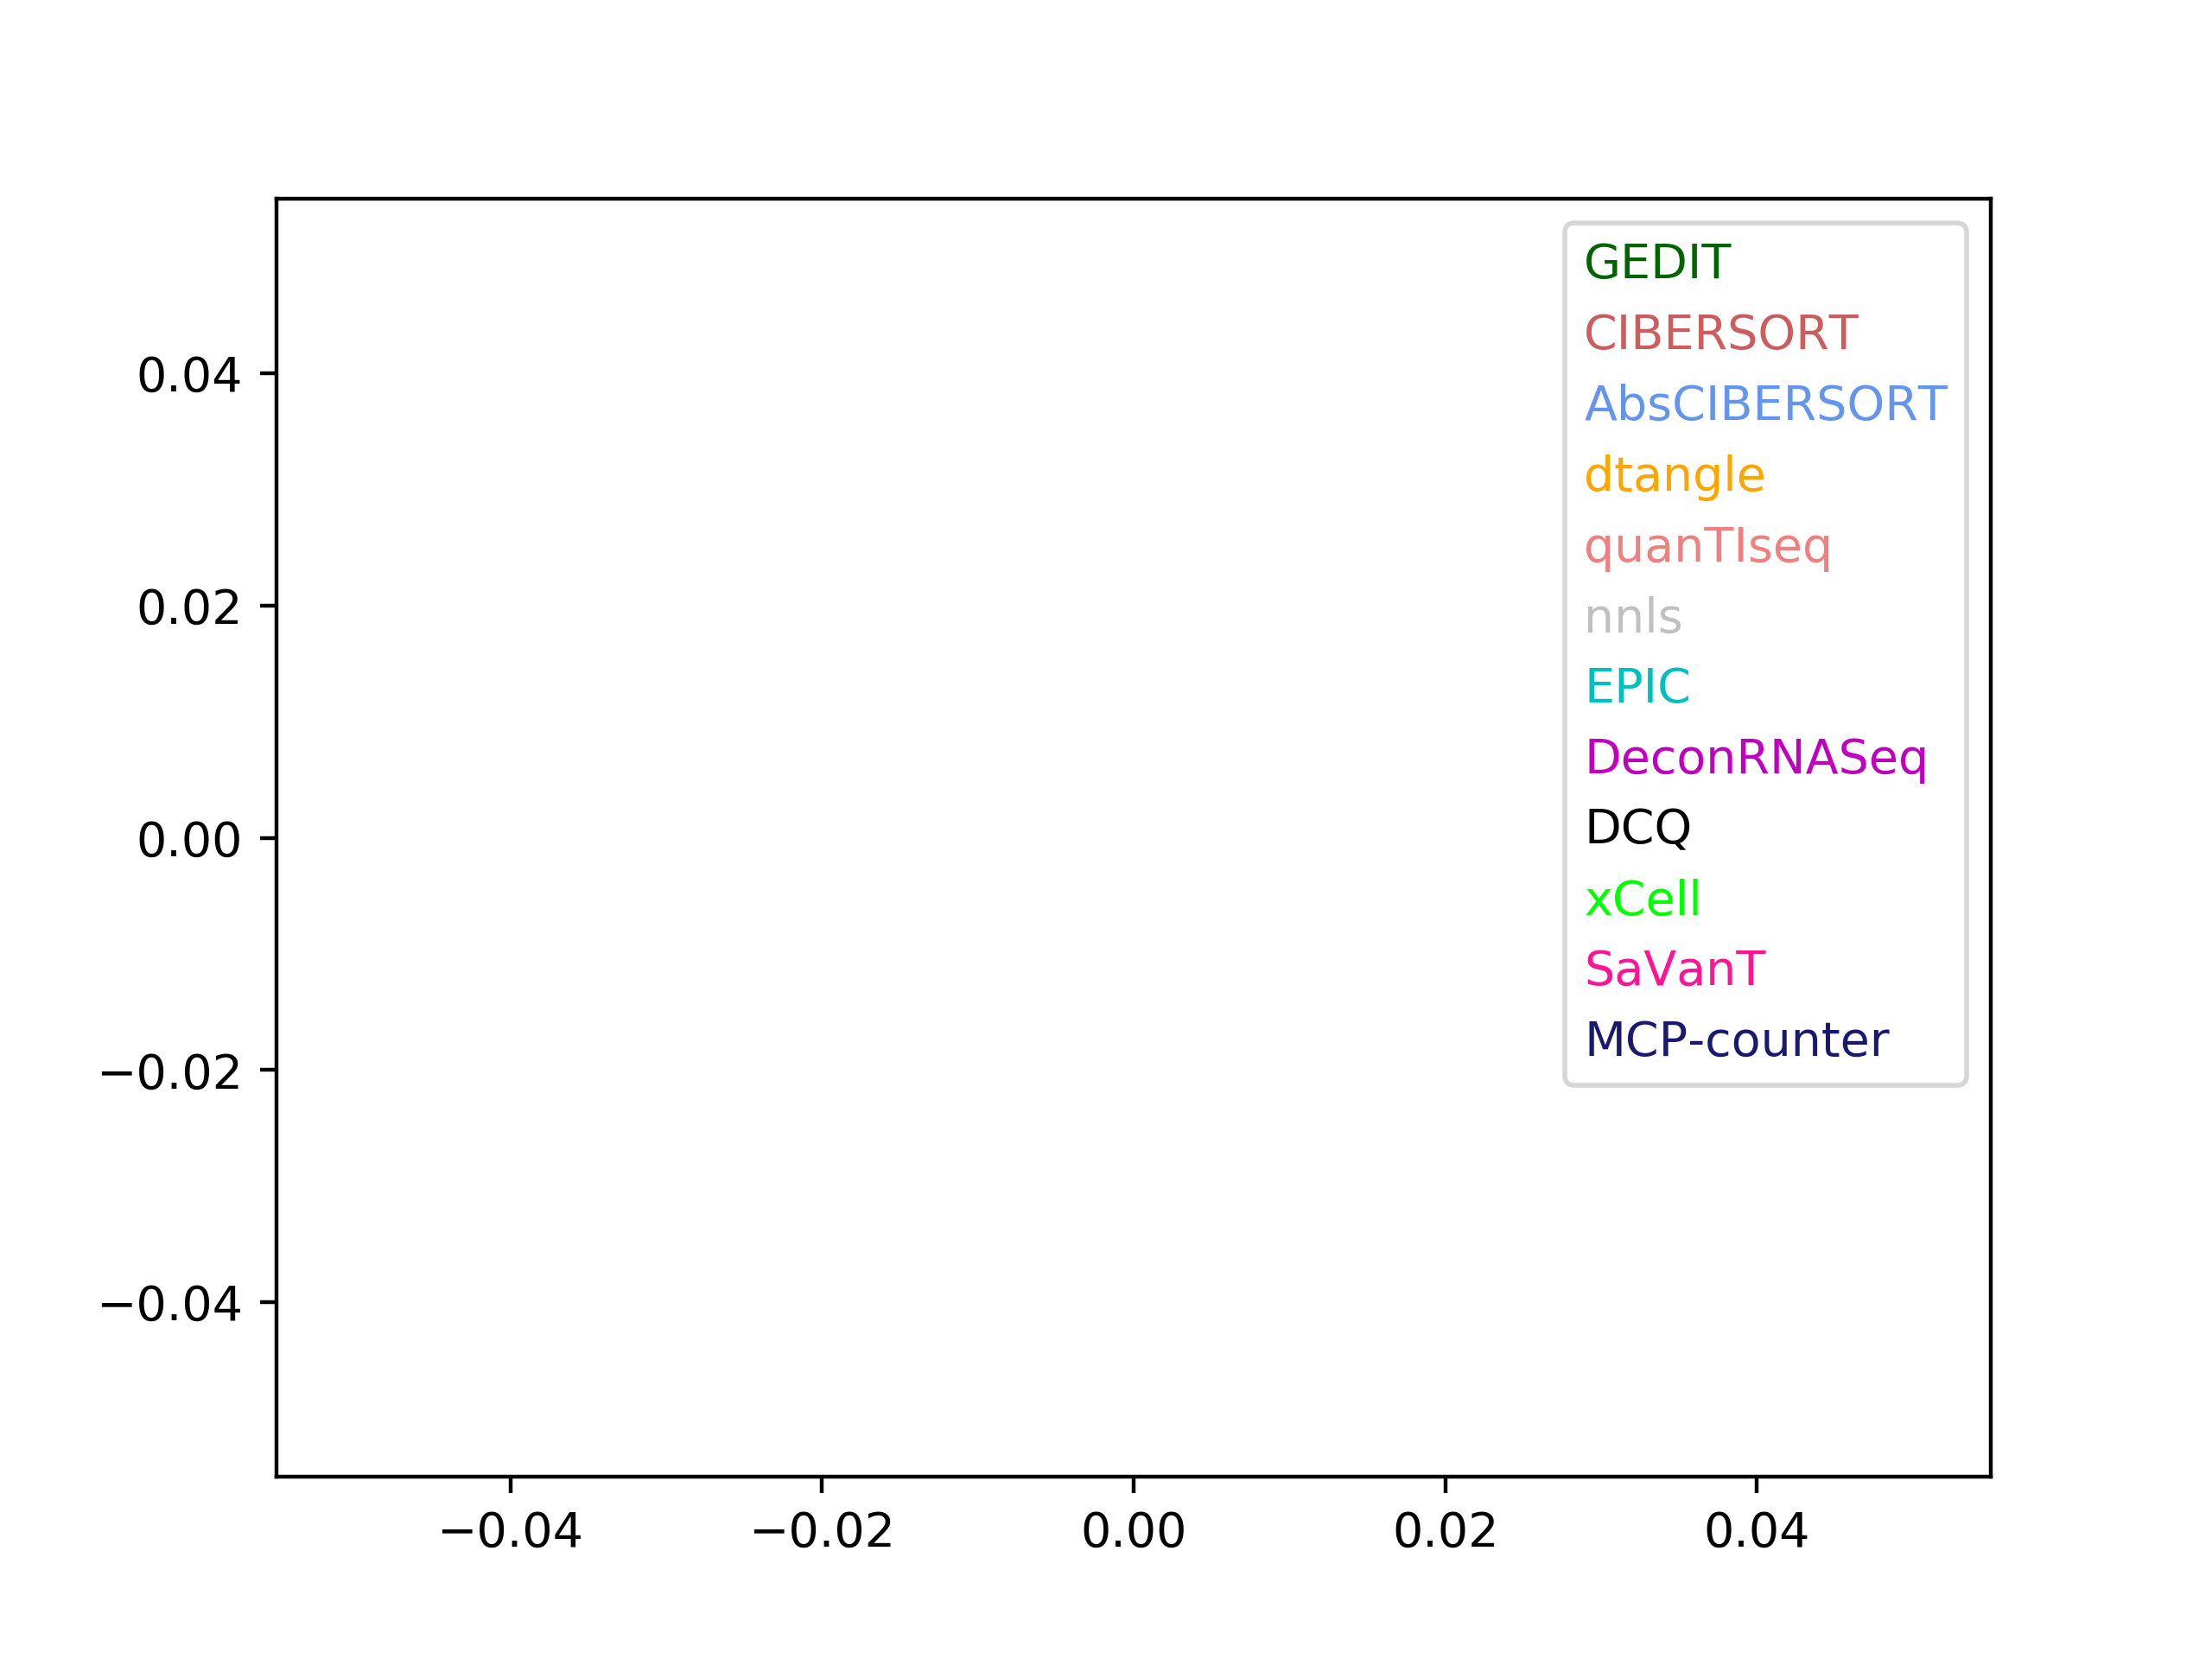 GEDIT
CIBERSORT
AbsCIBERSORT
dtangle
quanTIseq
nnls
EPIC
DeconRNASeq
DCQ
xCell
SaVanT
MCP-counter
0.04
0.02
0.00
−0.02
−0.04
−0.04 −0.02 0.00 0.02 0.04